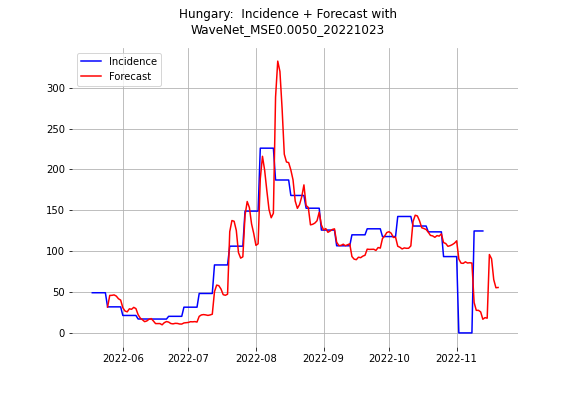 Hungary:  Incidence + Forecast with
WaveNet_MSE0.0050_20221023
Incidence
Forecast
300
250
200
150
100
50
0
2022-06 2022-07 2022-08 2022-09 2022-10 2022-11